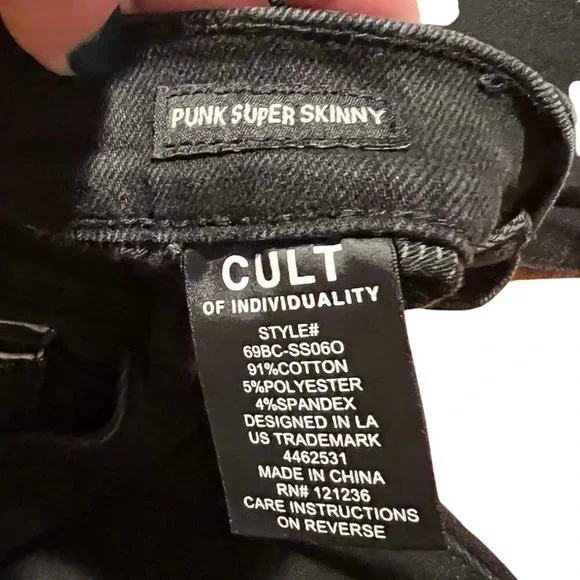 PUNK SUPER SKINNY
CULT
OF INDIVIDUALITY
STYLE#
69BC-SS06O
91%COTTON
5%POLYESTER
4%SPANDEX
DESIGNED IN LA
US TRADEMARK
4462531
MADE IN CHINA
RN# 121236
CARE INSTRUCTIONS
ON REVERSE